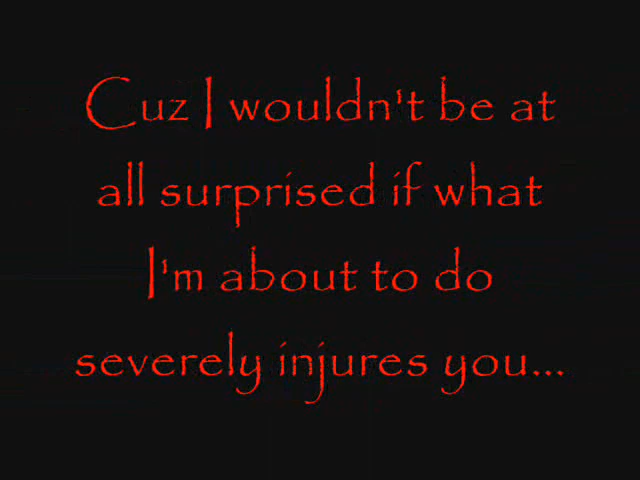 Cuz I wouldn't be at
all surprised if what
I'm about to do
severely injures you...